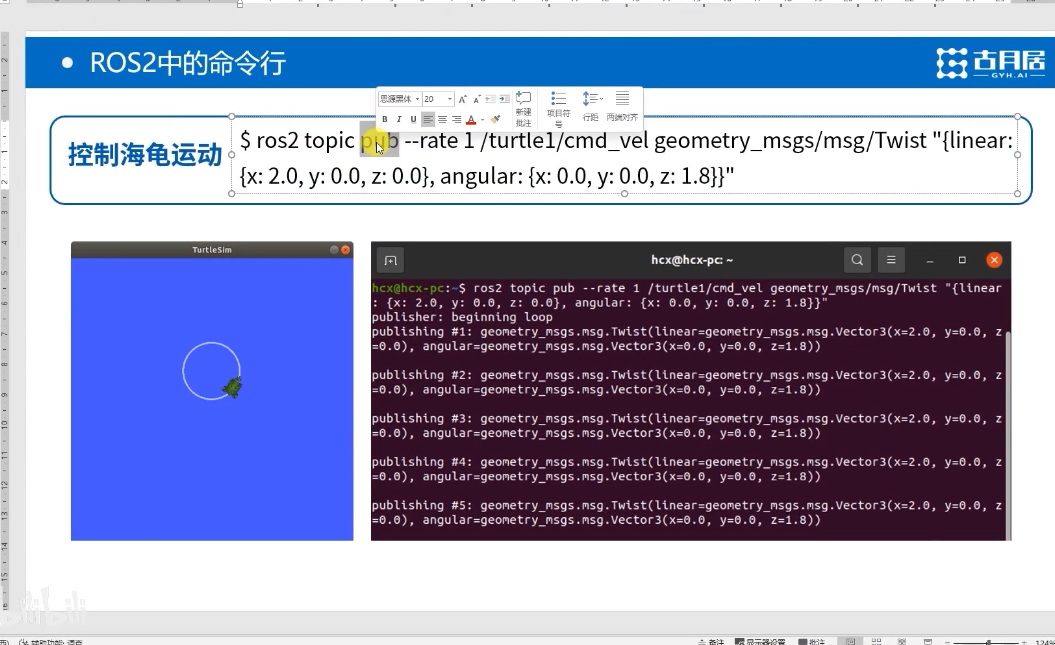 ROS2中的命令行
古月居
GYH.AI
思源黑体 20
B I U A
新建
批注
项目符
号
行距
两端对齐
控制海龟运动
$ ros2 topic pub --rate 1 /turtle1/cmd_vel geometry_msgs/msg/Twist "{linear:
{x: 2.0, y: 0.0, z: 0.0}, angular: {x: 0.0, y: 0.0, z: 1.8}}"
TurtleSim
hcx@hcx-pc: ~
hcx@hcx-pc:~$ ros2 topic pub --rate 1 /turtle1/cmd_vel geometry_msgs/msg/Twist "{linear
: {x: 2.0, y: 0.0, z: 0.0}, angular: {x: 0.0, y: 0.0, z: 1.8}}"
publisher: beginning loop
publishing #1: geometry_msgs.msg.Twist(linear=geometry_msgs.msg.Vector3(x=2.0, y=0.0, z
=0.0), angular=geometry_msgs.msg.Vector3(x=0.0, y=0.0, z=1.8))
publishing #2: geometry_msgs.msg.Twist(linear=geometry_msgs.msg.Vector3(x=2.0, y=0.0, z
=0.0), angular=geometry_msgs.msg.Vector3(x=0.0, y=0.0, z=1.8))
publishing #3: geometry_msgs.msg.Twist(linear=geometry_msgs.msg.Vector3(x=2.0, y=0.0, z
=0.0), angular=geometry_msgs.msg.Vector3(x=0.0, y=0.0, z=1.8))
publishing #4: geometry_msgs.msg.Twist(linear=geometry_msgs.msg.Vector3(x=2.0, y=0.0, z
=0.0), angular=geometry_msgs.msg.Vector3(x=0.0, y=0.0, z=1.8))
publishing #5: geometry_msgs.msg.Twist(linear=geometry_msgs.msg.Vector3(x=2.0, y=0.0, z
=0.0), angular=geometry_msgs.msg.Vector3(x=0.0, y=0.0, z=1.8))
bilibili
备注 显示器设置 批注 124%